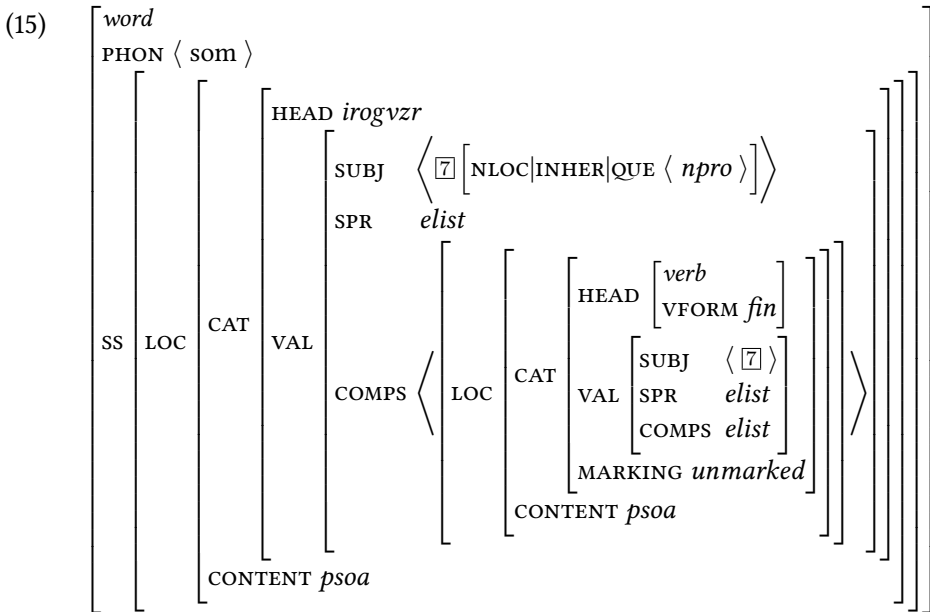 (15) word
PHON ⟨ som ⟩
HEAD irogvzr
SUBJ ⟨ 7 [NLOC|INHER|QUE ⟨ npro ⟩] ⟩
SPR elist
HEAD [verb
VFORM fin]
SS [LOC [CAT [VAL [COMPS ⟨ [LOC [CAT [VAL [SUBJ ⟨ 7 ⟩
SPR elist
COMPS elist]
MARKING unmarked]
CONTENT psoa]]⟩]]
CONTENT psoa]]]